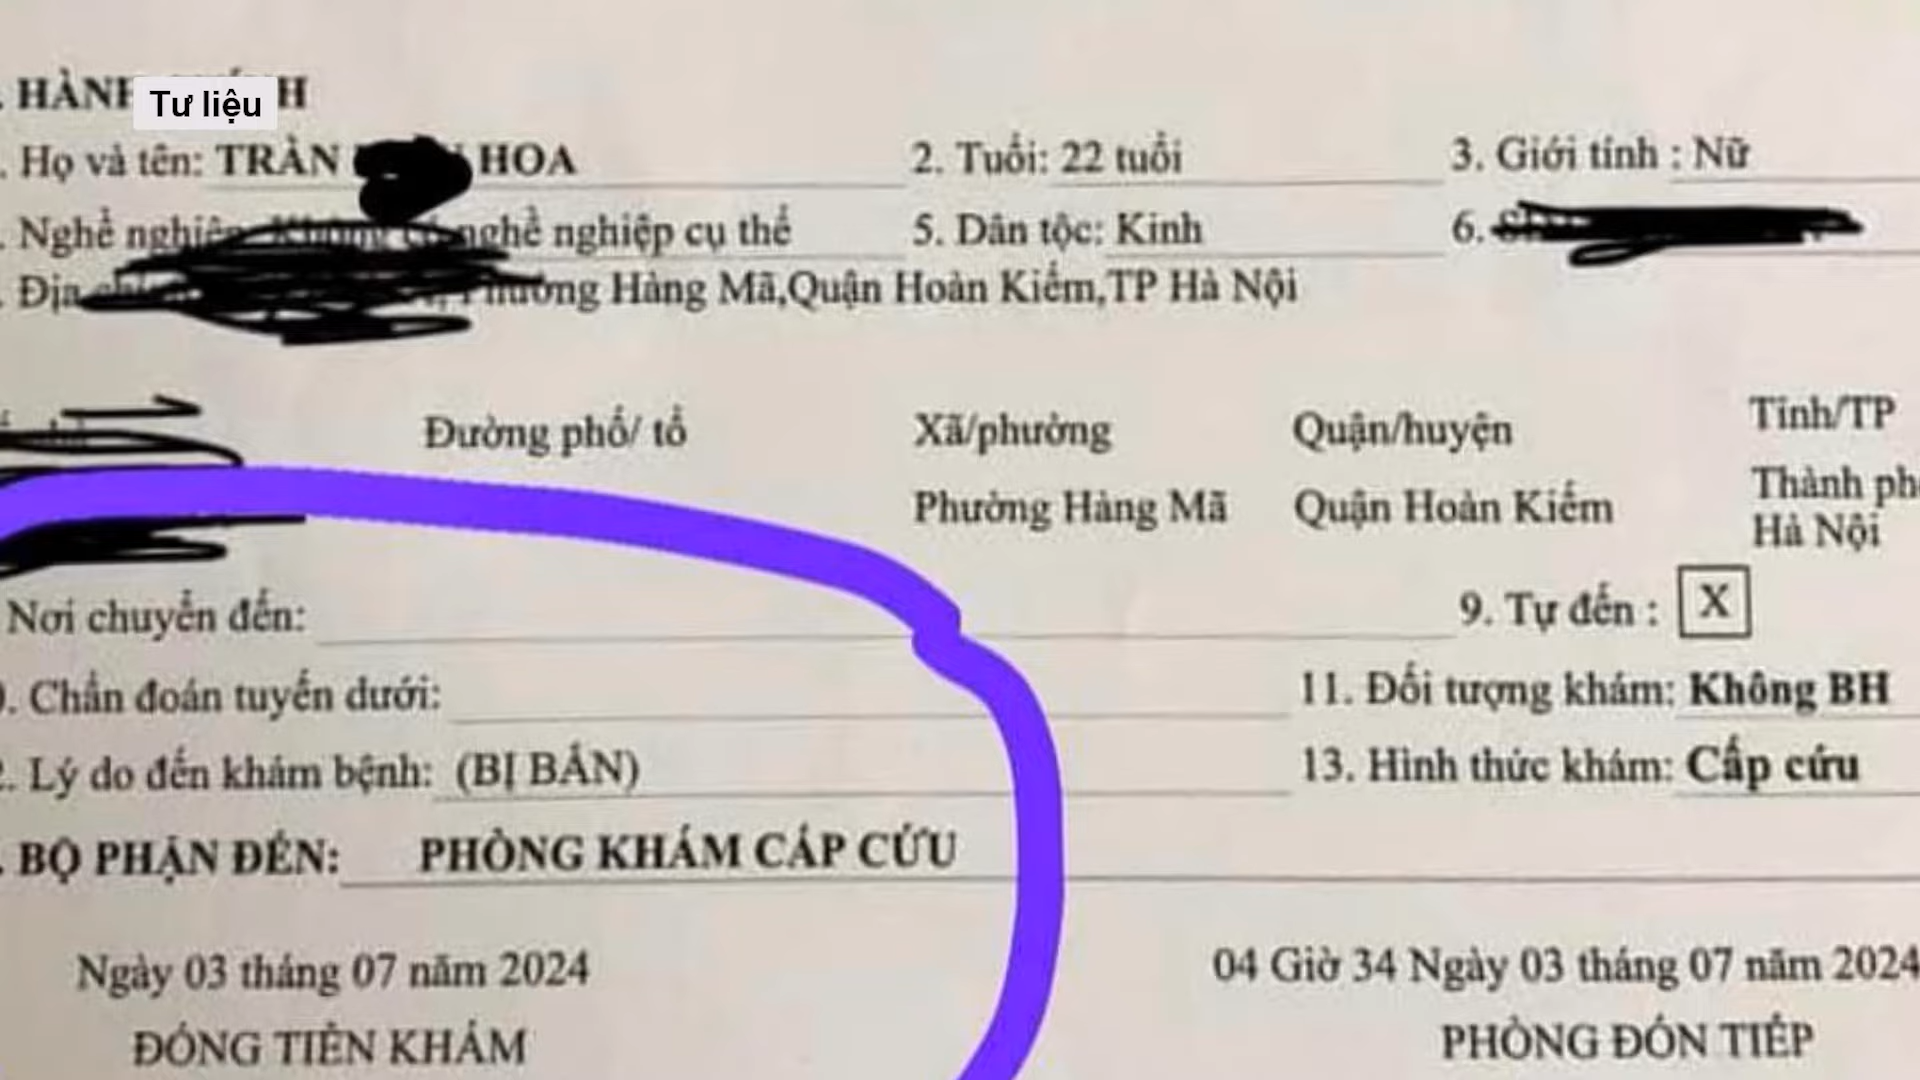 . HÀNH CHÍNH
Tư liệu
. Họ và tên: TRẦN HOA
2. Tuổi: 22 tuổi
3. Giới tính : Nữ
. Nghề nghiệp: Không có nghề nghiệp cụ thể
5. Dân tộc: Kinh
6.
. Địa Phường Hàng Mã,Quận Hoàn Kiếm,TP Hà Nội
Đường phố/ tổ
Xã/phường
Quận/huyện
Tỉnh/TP
Phường Hàng Mã
Quận Hoàn Kiếm
Thành phố
Hà Nội
Nơi chuyển đến:
9. Tự đến : X
. Chẩn đoán tuyến dưới:
11. Đối tượng khám: Không BH
. Lý do đến khám bệnh: (BỊ BẮN)
13. Hình thức khám: Cấp cứu
. BỘ PHẬN ĐẾN: PHÒNG KHÁM CẤP CỨU
Ngày 03 tháng 07 năm 2024
04 Giờ 34 Ngày 03 tháng 07 năm 2024
ĐÓNG TIỀN KHÁM
PHÒNG ĐÓN TIẾP